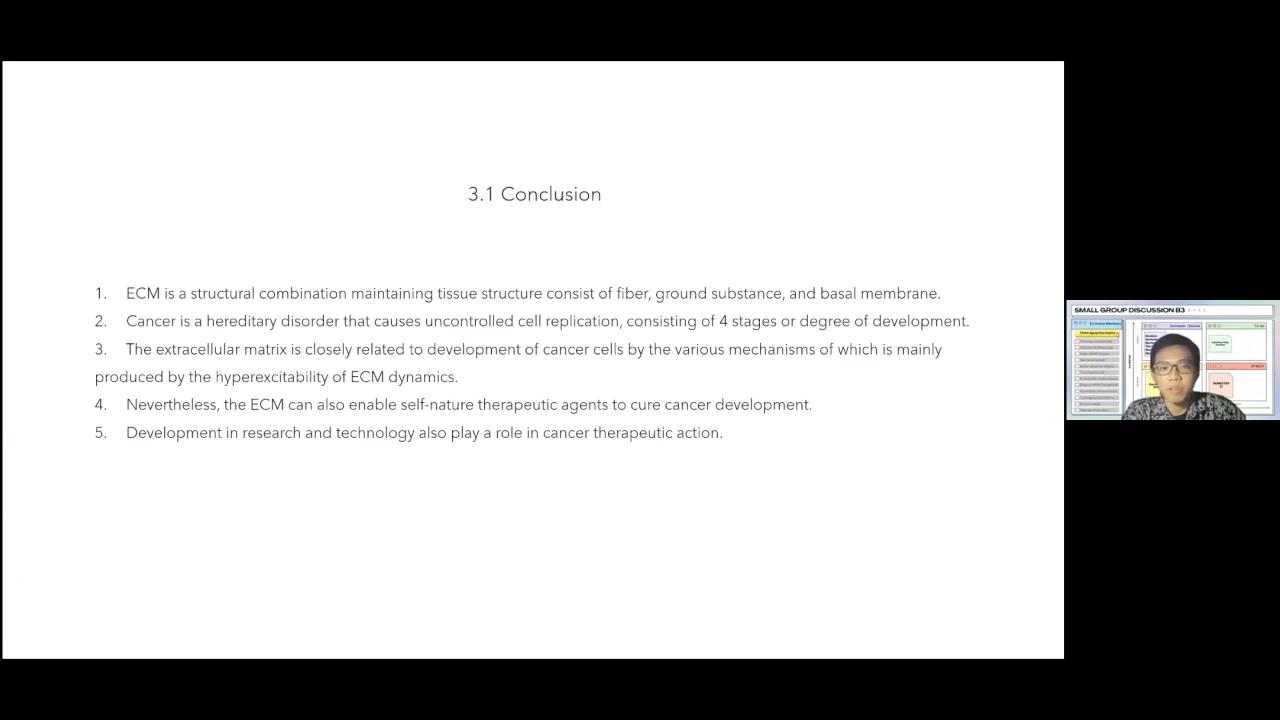 3.1 Conclusion
1. ECM is a structural combination maintaining tissue structure consist of fiber, ground substance, and basal membrane.
2. Cancer is a hereditary disorder that causes uncontrolled cell replication, consisting of 4 stages or degree of development.
3. The extracellular matrix is closely related to development of cancer cells by the various mechanisms of which is mainly
produced by the hyperexcitability of ECM dynamics.
4. Nevertheless, the ECM can also enable self-nature therapeutic agents to cure cancer development.
5. Development in research and technology also play a role in cancer therapeutic action.
SMALL GROUP DISCUSSION B3